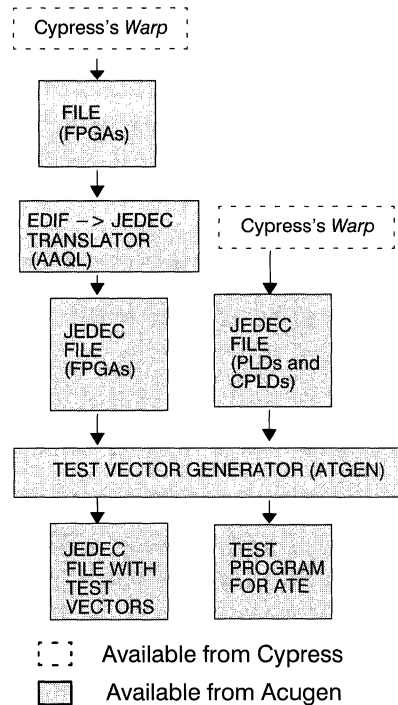 Cypress's Warp
FILE
(FPGAs)
EDIF –> JEDEC
TRANSLATOR
(AAQL)
Cypress's Warp
JEDEC
FILE
(FPGAs)
JEDEC
FILE
(PLDs and
CPLDs)
TEST VECTOR GENERATOR (ATGEN)
JEDEC
FILE WITH
TEST
VECTORS
TEST
PROGRAM
FOR ATE
Available from Cypress
Available from Acugen